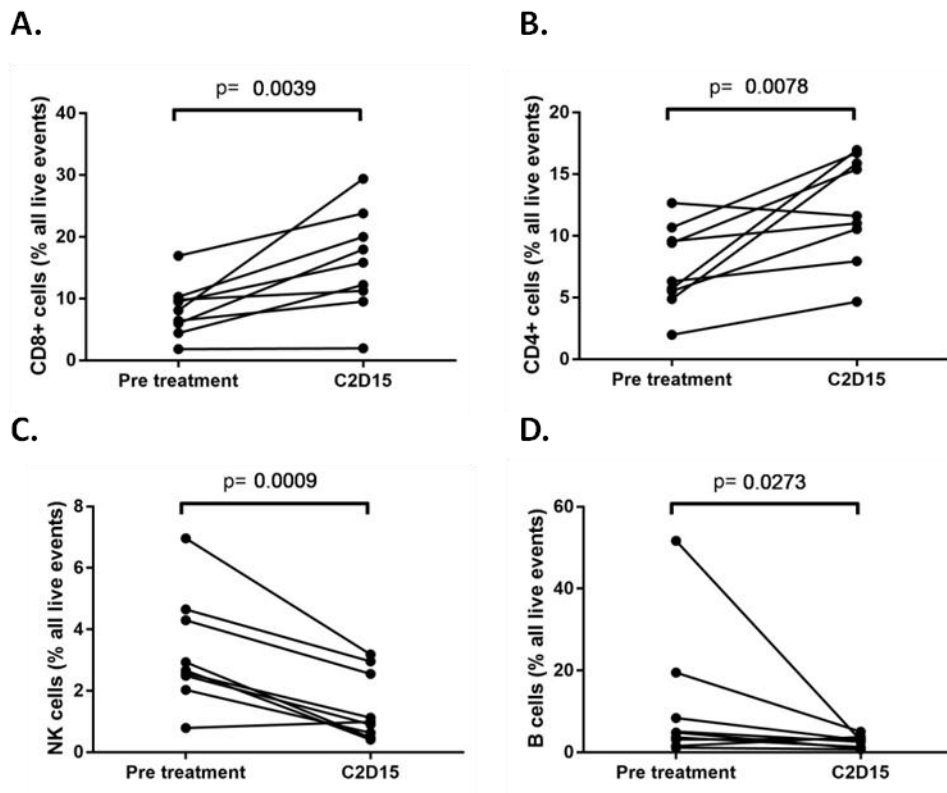 A.
p= 0.0039
CD8+ cells (% all live events)
40
30
20
10
0
Pre treatment
C2D15
B.
p= 0.0078
CD4+ cells (% all live events)
20
15
10
5
0
Pre treatment
C2D15
C.
p= 0.0009
NK cells (% all live events)
8
6
4
2
0
Pre treatment
C2D15
D.
p= 0.0273
B cells (% all live events)
60
40
20
0
Pre treatment
C2D15